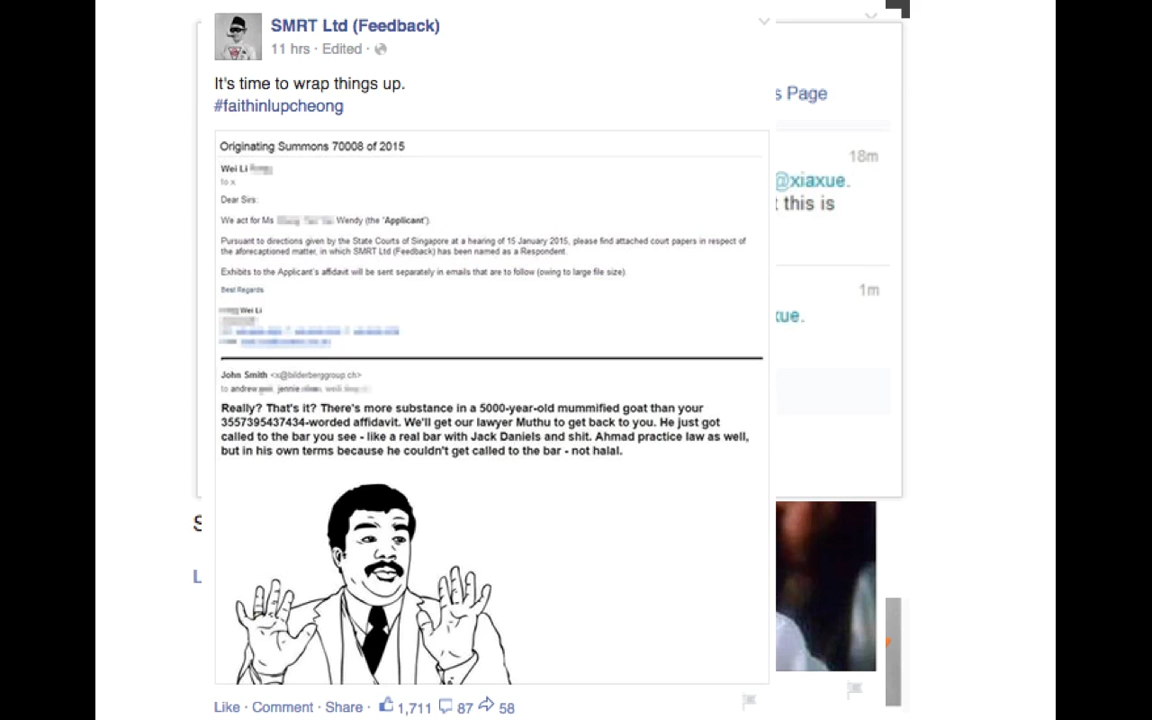 SMRT Ltd (Feedback)
11 hrs · Edited ·
It's time to wrap things up.
#faithinlupcheong
Originating Summons 70008 of 2015
Wei Li
to x
Dear Sirs:
We act for Ms Wendy (the "Applicant")
Pursuant to directions given by the State Courts of Singapore at a hearing of 15 January 2015, please find attached court papers in respect of
the aforecaptioned matter, in which SMRT Ltd (Feedback) has been named as a Respondent.
Exhibits to the Applicant's affidavit will be sent separately in emails that are to follow (owing to large file size).
Best Regards
Wei Li
John Smith <x@bilderberggroup.ch>
to andrew jennie
Really? That's it? There's more substance in a 5000-year-old mummified goat than your
3557395437434-worded affidavit. We'll get our lawyer Muthu to get back to you. He just got
called to the bar you see - like a real bar with Jack Daniels and shit. Ahmad practice law as well,
but in his own terms because he couldn't get called to the bar - not halal.
Like · Comment · Share · 1,711 87 58
s Page
18m
@xiaxue.
t this is
1m
xue.
S
L